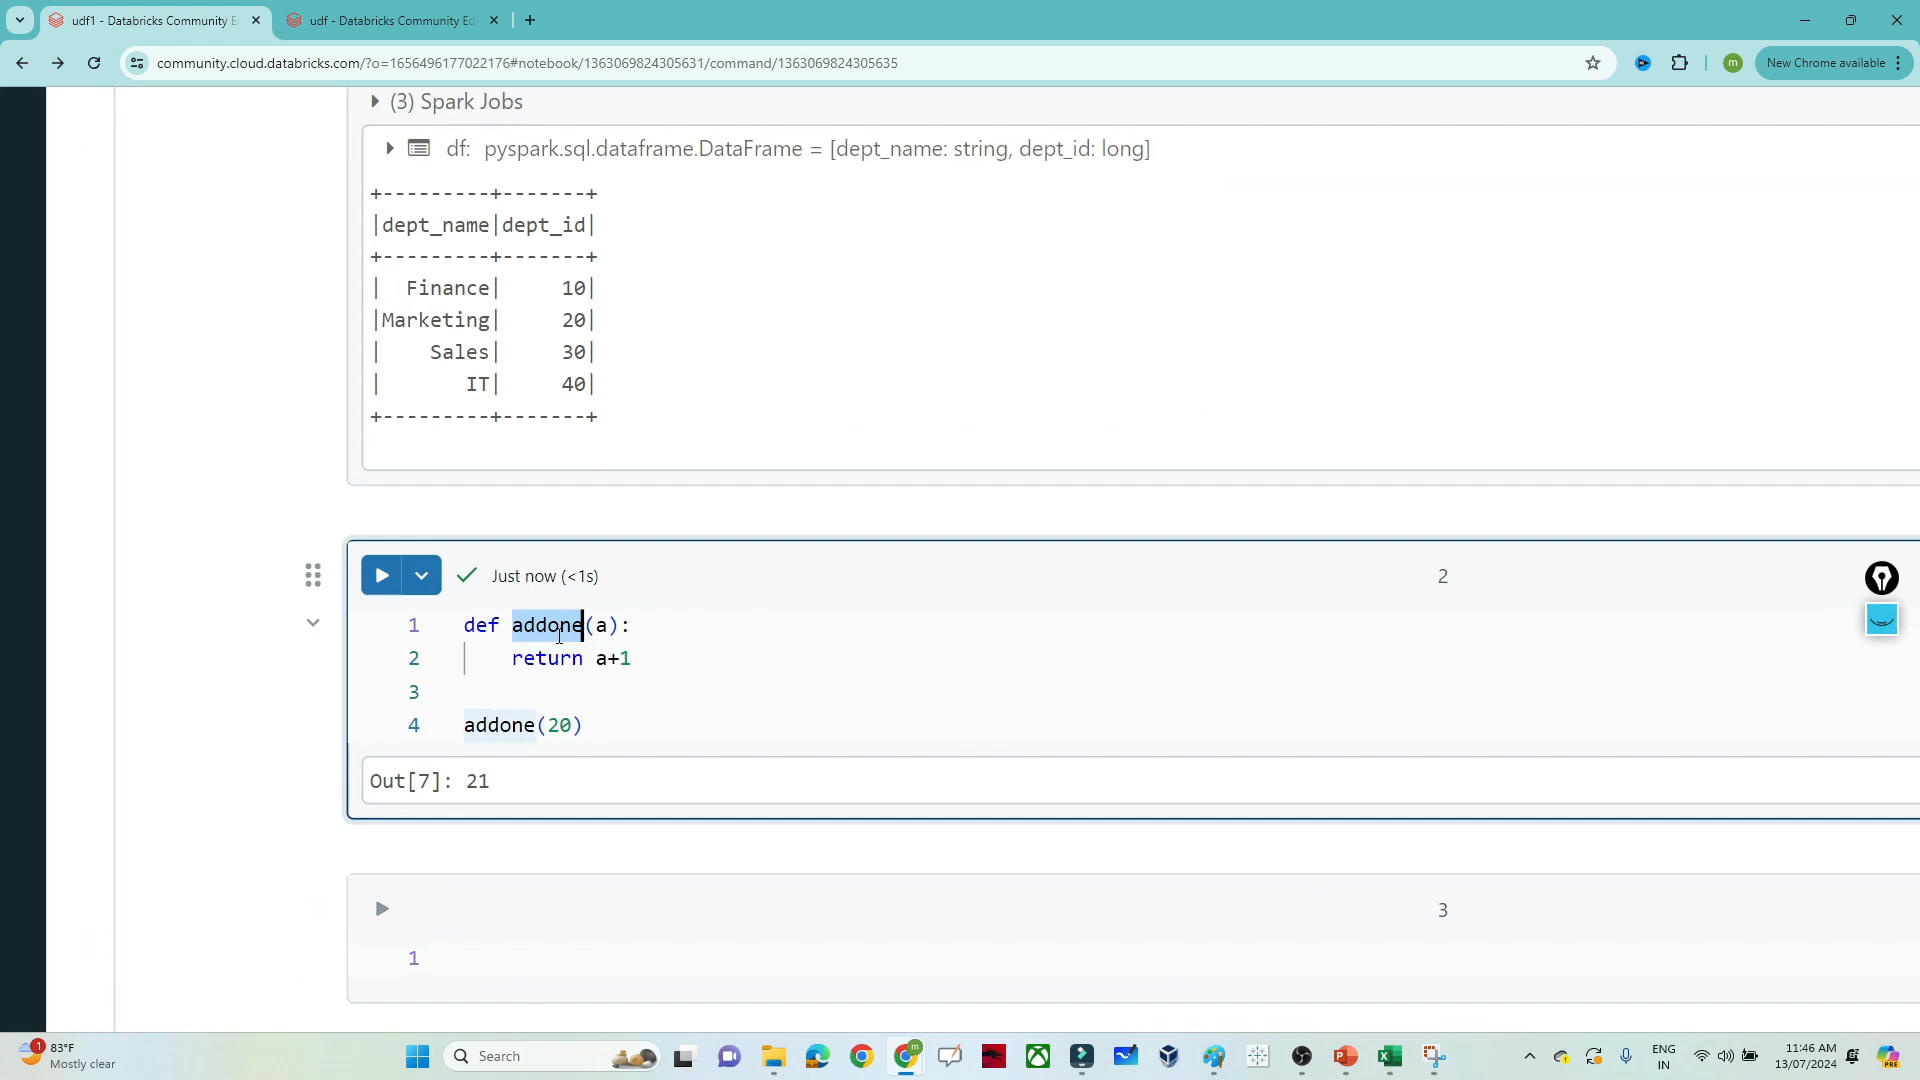 udf1 - Databricks Community E
udf - Databricks Community Ed
community.cloud.databricks.com/?o=1656496177022176#notebook/1363069824305631/command/1363069824305635
m
New Chrome available
(3) Spark Jobs
df: pyspark.sql.dataframe.DataFrame = [dept_name: string, dept_id: long]
+---------+-------+
|dept_name|dept_id|
+---------+-------+
|  Finance|     10|
|Marketing|     20|
|    Sales|     30|
|       IT|     40|
+---------+-------+
Just now (<1s)
2
1 def addone(a):
2     return a+1
3
4 addone(20)
Out[7]: 21
3
1
1
83°F
Mostly clear
Search
m
ENG
IN
11:46 AM
13/07/2024
PRE